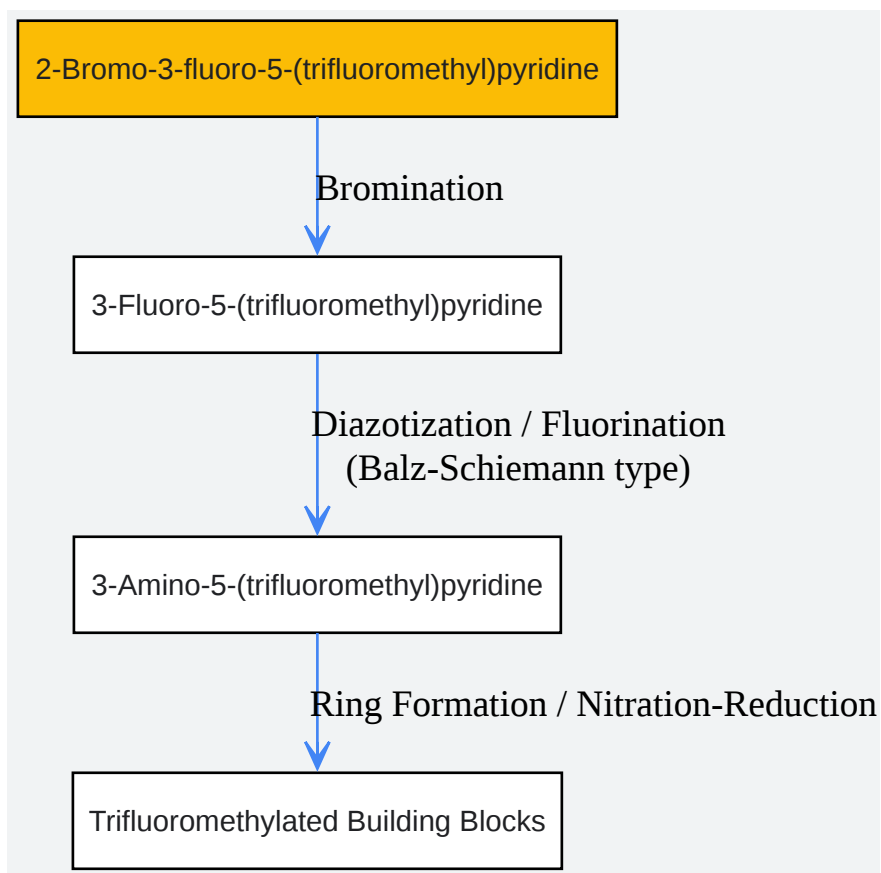 2-Bromo-3-fluoro-5-(trifluoromethyl)pyridine
Bromination
3-Fluoro-5-(trifluoromethyl)pyridine
Diazotization / Fluorination
(Balz-Schiemann type)
3-Amino-5-(trifluoromethyl)pyridine
Ring Formation / Nitration-Reduction
Trifluoromethylated Building Blocks